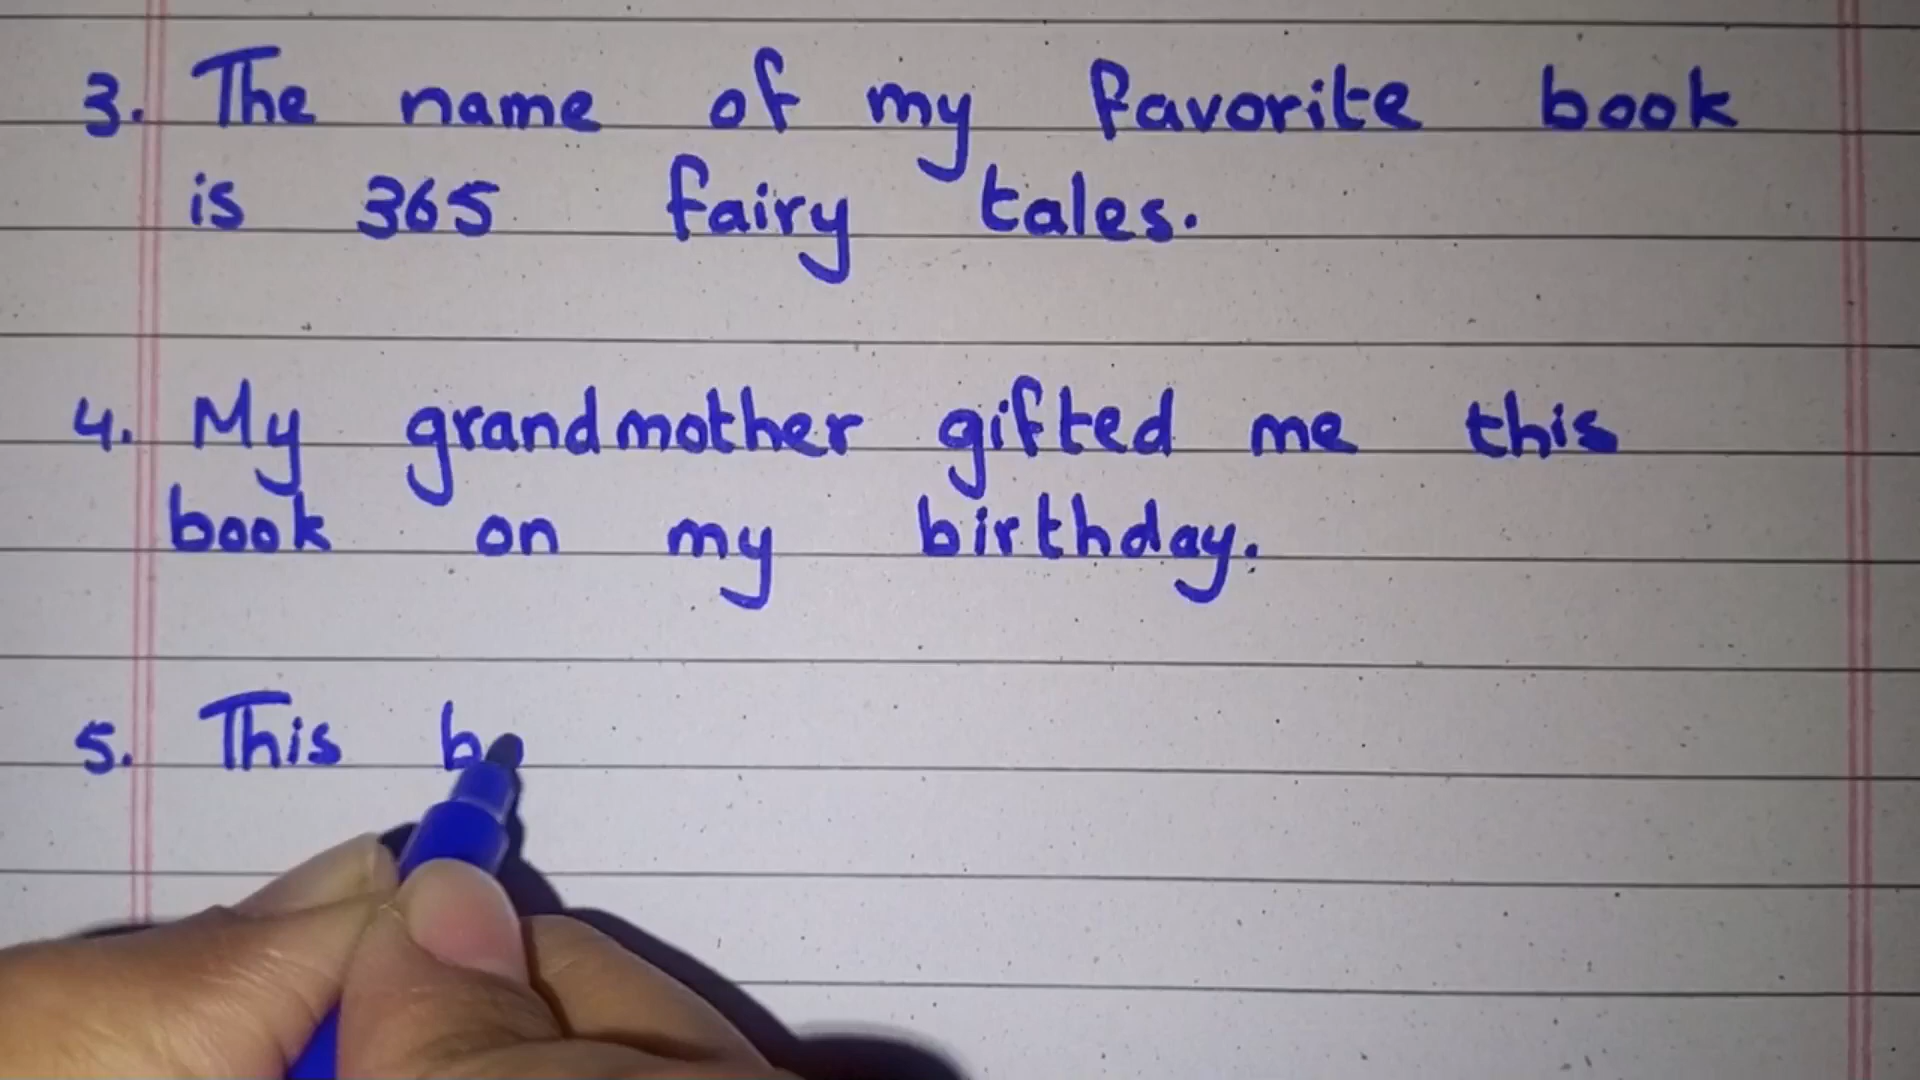 3. The name of my favorite book
is 365 fairy tales.
4. My grandmother gifted me this
book on my birthday.
5. This